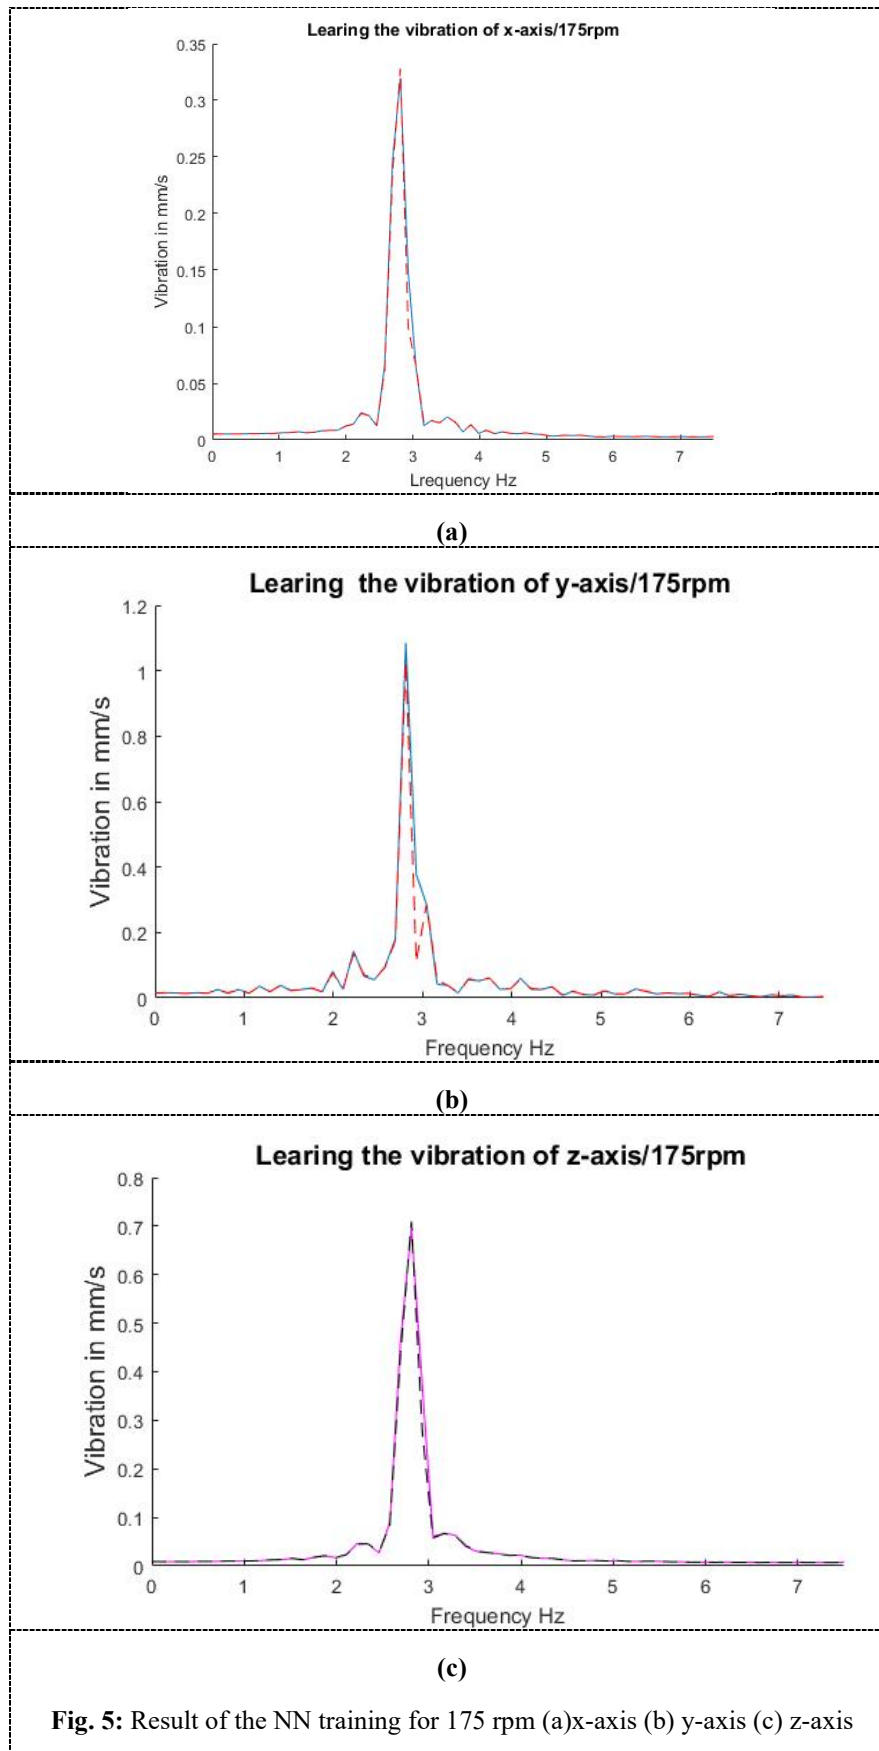 Learing the vibration of x-axis/175rpm
0.35
0.3
0.25
0.2
0.15
0.1
0.05
0
Vibration in mm/s
0 1 2 3 4 5 6 7
Lrequency Hz
(a)
Learing the vibration of y-axis/175rpm
1.2
1
0.8
0.6
0.4
0.2
0
Vibration in mm/s
0 1 2 3 4 5 6 7
Frequency Hz
(b)
Learing the vibration of z-axis/175rpm
0.8
0.7
0.6
0.5
0.4
0.3
0.2
0.1
0
Vibration in mm/s
0 1 2 3 4 5 6 7
Frequency Hz
(c)
Fig. 5: Result of the NN training for 175 rpm (a)x-axis (b) y-axis (c) z-axis